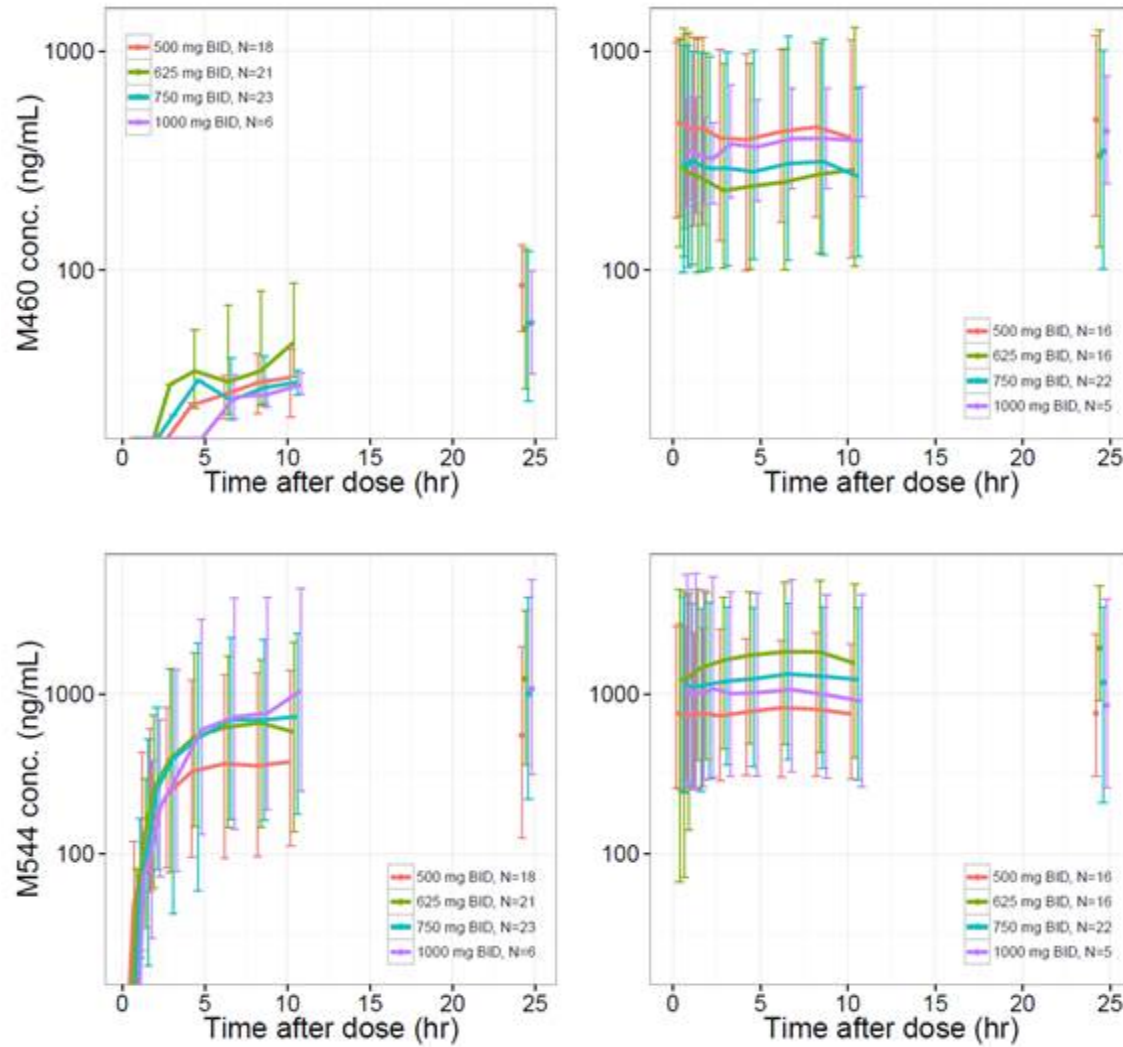 M460 conc. (ng/mL)
1000
100
500 mg BID, N=18
625 mg BID, N=21
750 mg BID, N=23
1000 mg BID, N=6
0 5 10 15 20 25
Time after dose (hr)
1000
100
500 mg BID, N=16
625 mg BID, N=16
750 mg BID, N=22
1000 mg BID, N=5
0 5 10 15 20 25
Time after dose (hr)
M544 conc. (ng/mL)
1000
100
500 mg BID, N=18
625 mg BID, N=21
750 mg BID, N=23
1000 mg BID, N=6
0 5 10 15 20 25
Time after dose (hr)
1000
100
500 mg BID, N=16
625 mg BID, N=16
750 mg BID, N=22
1000 mg BID, N=5
0 5 10 15 20 25
Time after dose (hr)